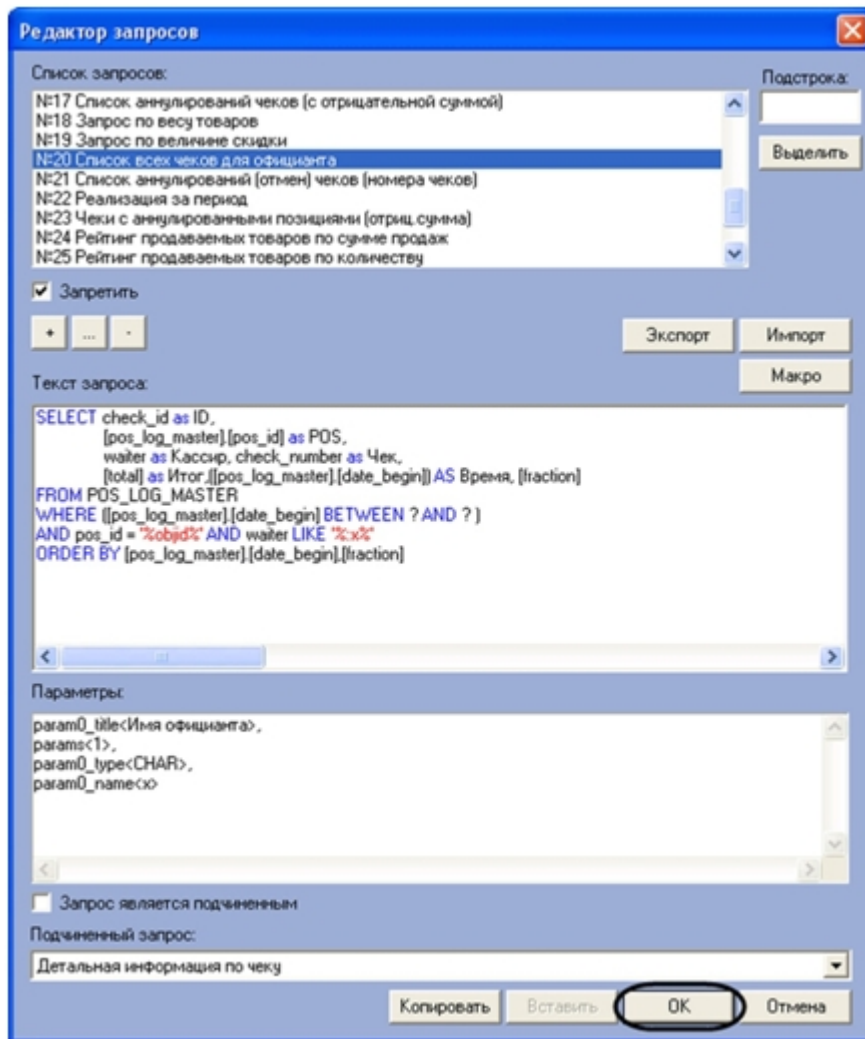 Редактор запросов
Список запросов:
Подстрока:
№17 Список аннулирований чеков (с отрицательной суммой)
№18 Запрос по весу товаров
№19 Запрос по величине скидки
№20 Список всех чеков для официанта
№21 Список аннулирований (отмен) чеков (номера чеков)
№22 Реализация за период
№23 Чеки с аннулированными позициями (отриц.сумма)
№24 Рейтинг продаваемых товаров по сумме продаж
№25 Рейтинг продаваемых товаров по количеству
Выделить
Запретить
+ ... -
Экспорт Импорт
Макро
Текст запроса:
SELECT check_id as ID,
[pos_log_master].[pos_id] as POS,
waiter as Кассир, check_number as Чек,
[total] as Итог,([pos_log_master].[date_begin]) AS Время, [fraction]
FROM POS_LOG_MASTER
WHERE ([pos_log_master].[date_begin] BETWEEN ? AND ? )
AND pos_id = '%objid%' AND waiter LIKE '%:x%'
ORDER BY [pos_log_master].[date_begin],[fraction]
Параметры:
param0_title<Имя официанта>,
params<1>,
param0_type<CHAR>,
param0_name<x>
Запрос является подчиненным
Подчиненный запрос:
Детальная информация по чеку
Копировать Вставить OK Отмена